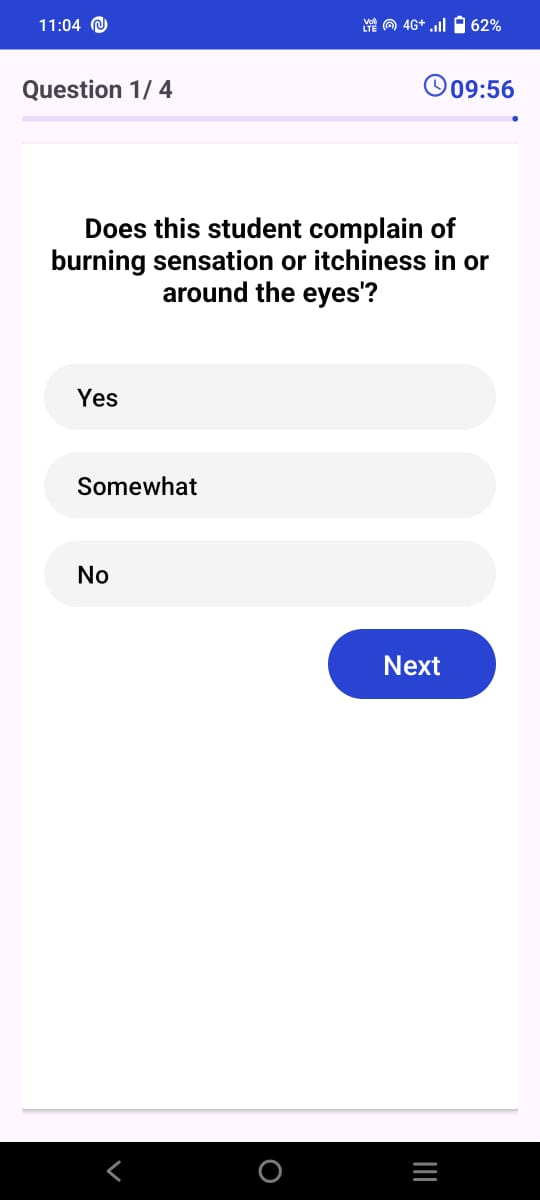 11:04 VoLTE 4G+ 62%
Question 1/ 4 09:56
Does this student complain of
burning sensation or itchiness in or
around the eyes'?
Yes
Somewhat
No
Next